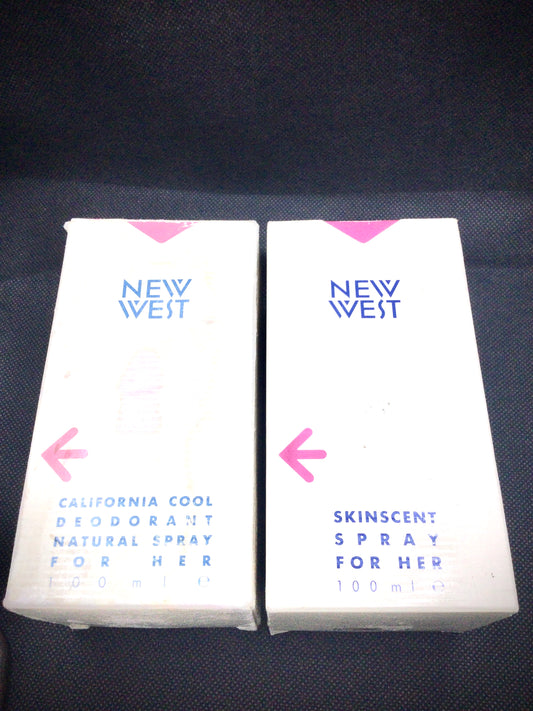 NEW
WEST
CALIFORNIA COOL
DEODORANT
NATURAL SPRAY
FOR HER
100 ml ℮
NEW
WEST
SKINSCENT
SPRAY
FOR HER
100 ml ℮